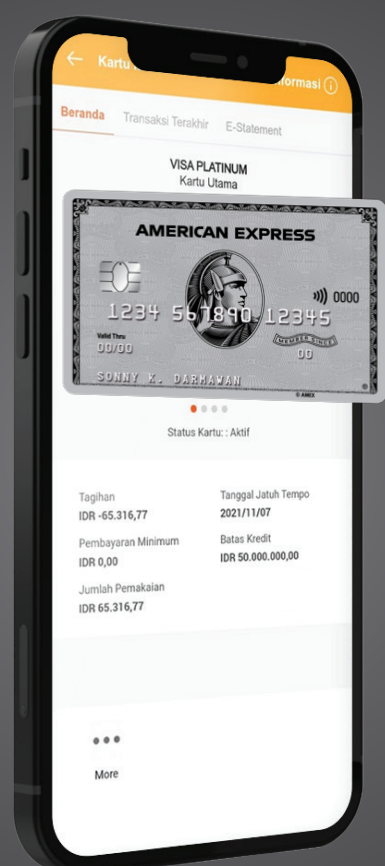 Kartu
ormasi
Beranda Transaksi Terakhir E-Statement
VISA PLATINUM
Kartu Utama
AMERICAN EXPRESS
0000
1234 567890 12345
Valid Thru
00/00
MEMBER SINCE
00
SONNY K. DARMAWAN
© AMEX
Status Kartu: : Aktif
Tagihan
IDR -65.316,77
Tanggal Jatuh Tempo
2021/11/07
Pembayaran Minimum
IDR 0,00
Batas Kredit
IDR 50.000.000,00
Jumlah Pemakaian
IDR 65.316,77
More